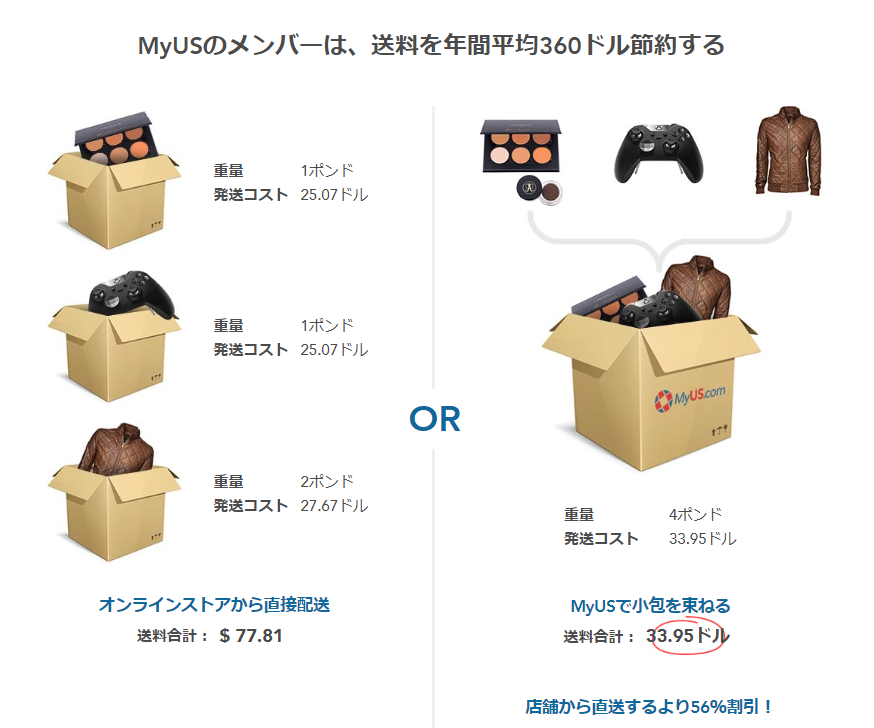 MyUSのメンバーは、送料を年間平均360ドル節約する
重量 1ポンド
発送コスト 25.07ドル
重量 1ポンド
発送コスト 25.07ドル
重量 2ポンド
発送コスト 27.67ドル
オンラインストアから直接配送
送料合計： $ 77.81
OR
MyUS.com
重量 4ポンド
発送コスト 33.95ドル
MyUSで小包を束ねる
送料合計： 33.95ドル
店舗から直送するより56%割引！